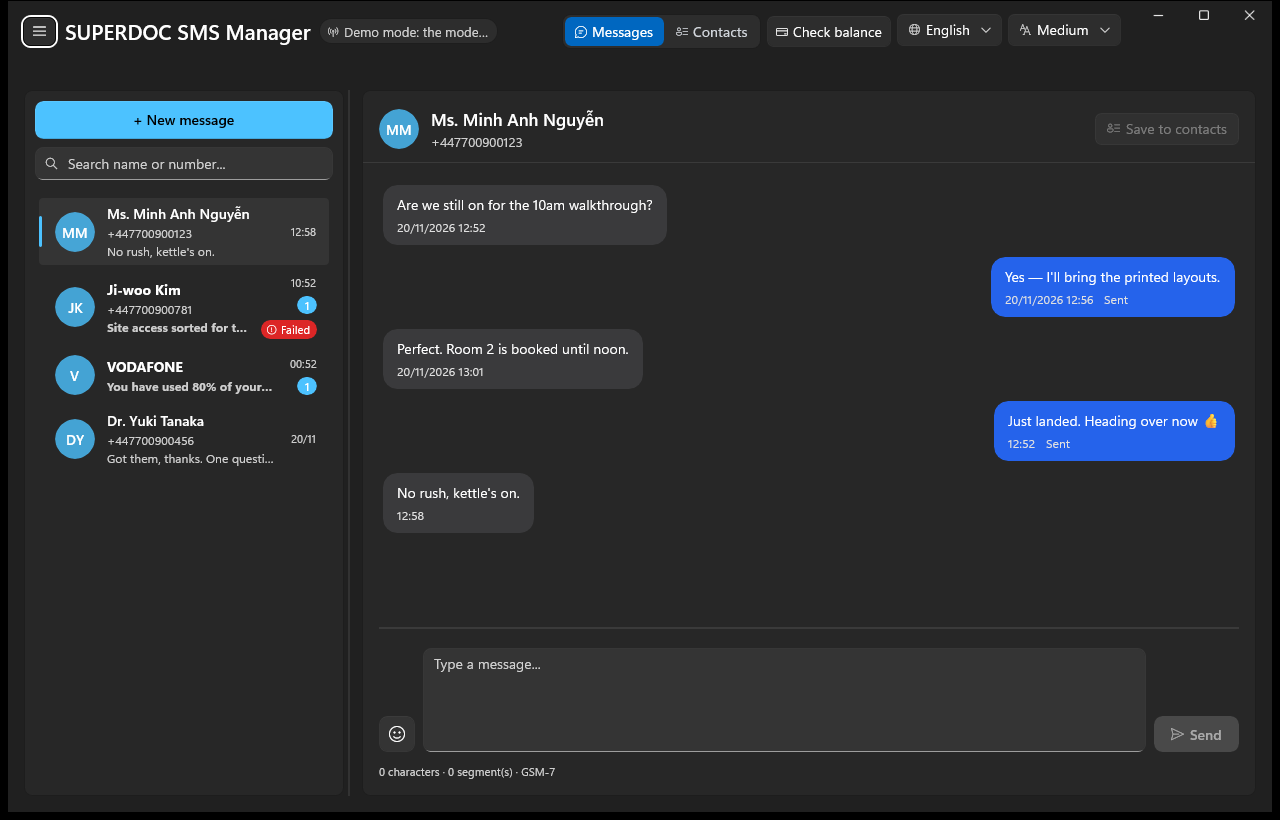 SUPERDOC SMS Manager
Demo mode: the mode...
Messages
Contacts
Check balance
English
Medium
+ New message
Search name or number...
MM
Ms. Minh Anh Nguyễn
+447700900123
No rush, kettle's on.
12:58
JK
Ji-woo Kim
+447700900781
Site access sorted for t...
10:52
1
Failed
V
VODAFONE
You have used 80% of your...
00:52
1
DY
Dr. Yuki Tanaka
+447700900456
Got them, thanks. One questi...
20/11
MM
Ms. Minh Anh Nguyễn
+447700900123
Save to contacts
Are we still on for the 10am walkthrough?
20/11/2026 12:52
Yes — I'll bring the printed layouts.
20/11/2026 12:56 Sent
Perfect. Room 2 is booked until noon.
20/11/2026 13:01
Just landed. Heading over now 👍
12:52 Sent
No rush, kettle's on.
12:58
Type a message...
Send
0 characters · 0 segment(s) · GSM-7